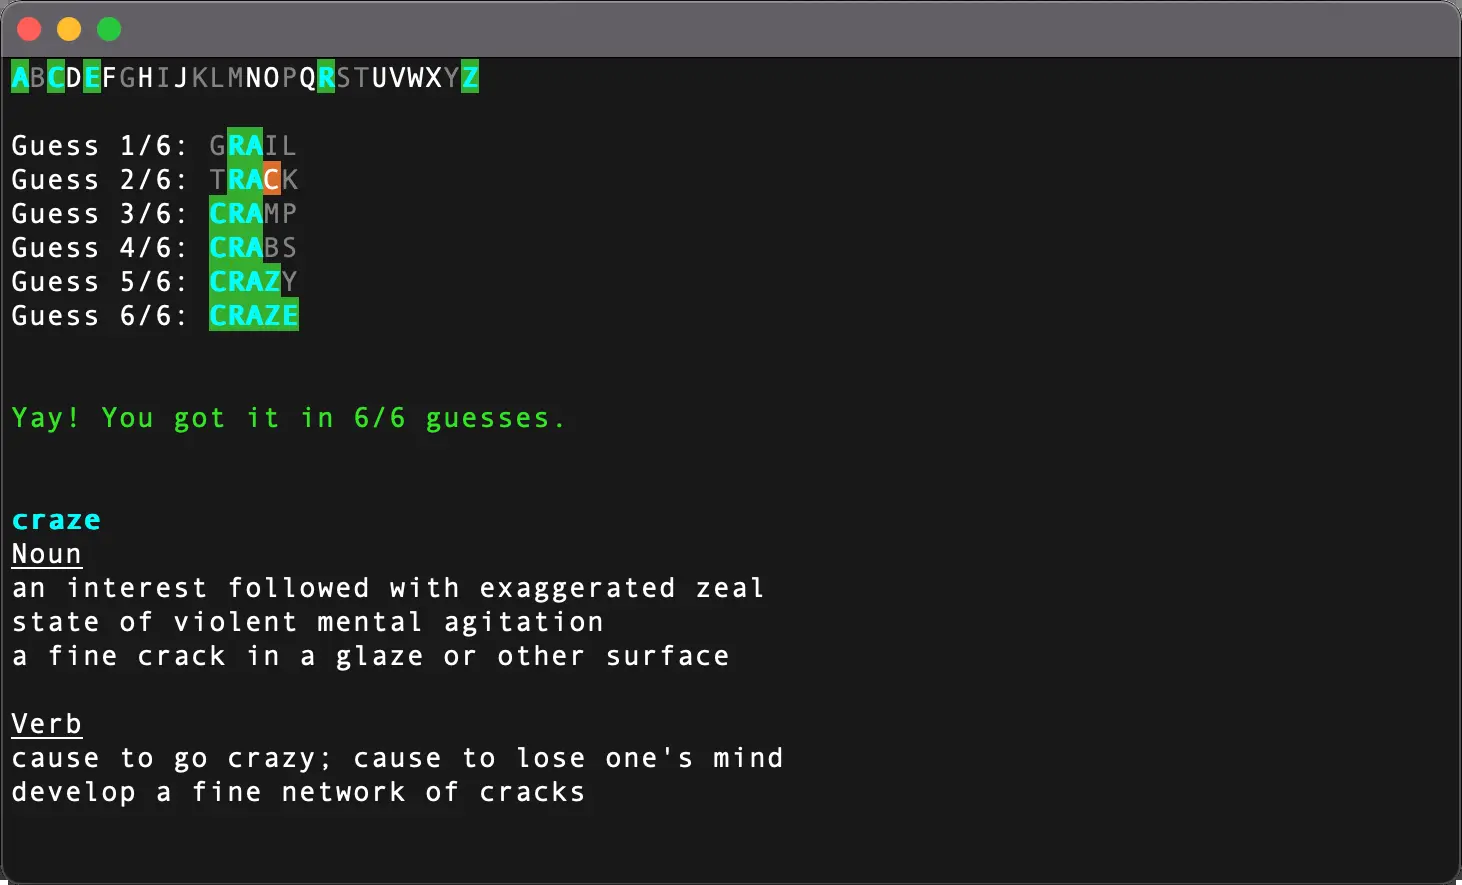 ABCDEFGHIJKLMNOPQRSTUVWXYZ
Guess 1/6: GRAIL
Guess 2/6: TRACK
Guess 3/6: CRAMP
Guess 4/6: CRABS
Guess 5/6: CRAZY
Guess 6/6: CRAZE
Yay! You got it in 6/6 guesses.
craze
Noun
an interest followed with exaggerated zeal
state of violent mental agitation
a fine crack in a glaze or other surface
Verb
cause to go crazy; cause to lose one's mind
develop a fine network of cracks